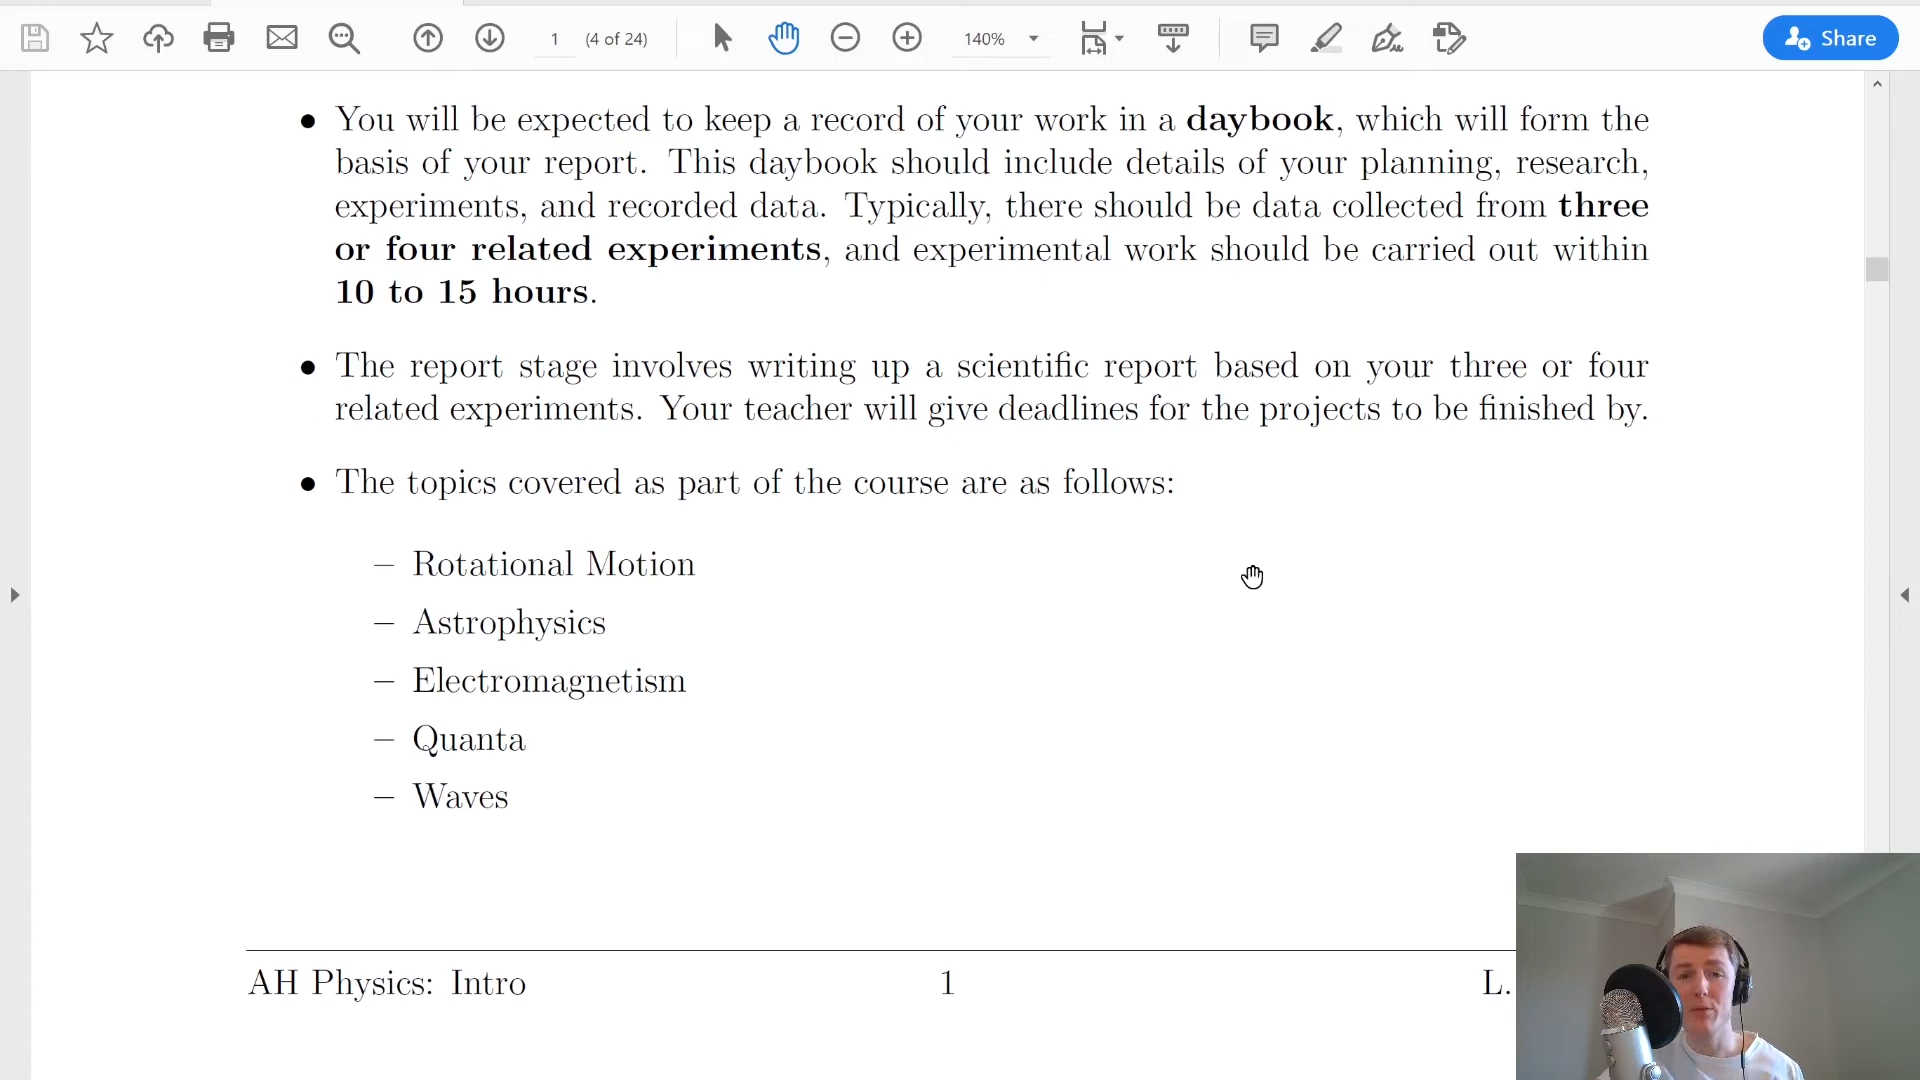 1 (4 of 24) 140% Share
• You will be expected to keep a record of your work in a daybook, which will form the
basis of your report. This daybook should include details of your planning, research,
experiments, and recorded data. Typically, there should be data collected from three
or four related experiments, and experimental work should be carried out within
10 to 15 hours.
• The report stage involves writing up a scientific report based on your three or four
related experiments. Your teacher will give deadlines for the projects to be finished by.
• The topics covered as part of the course are as follows:
– Rotational Motion
– Astrophysics
– Electromagnetism
– Quanta
– Waves
AH Physics: Intro 1 L.